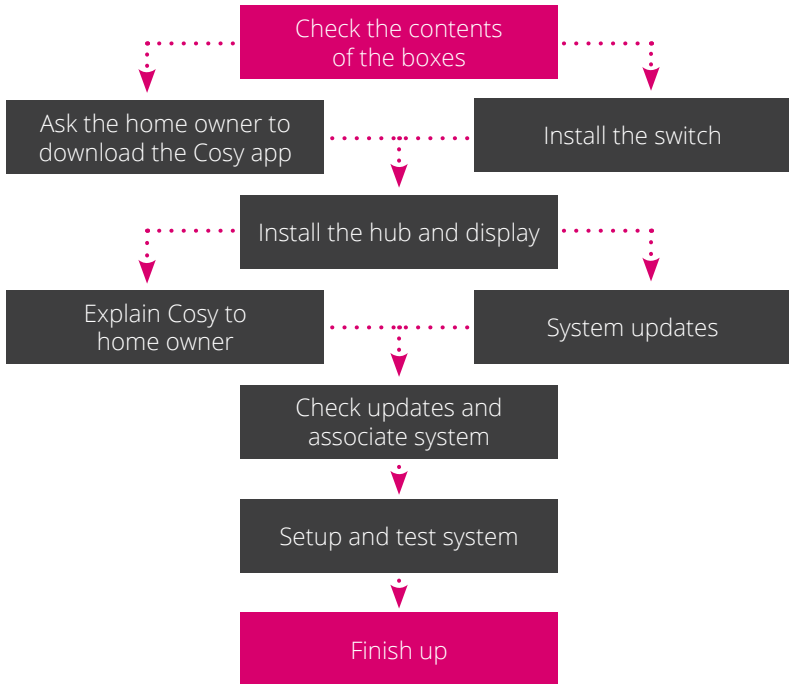 Check the contents
of the boxes
Ask the home owner to
download the Cosy app
Install the switch
Install the hub and display
Explain Cosy to
home owner
System updates
Check updates and
associate system
Setup and test system
Finish up